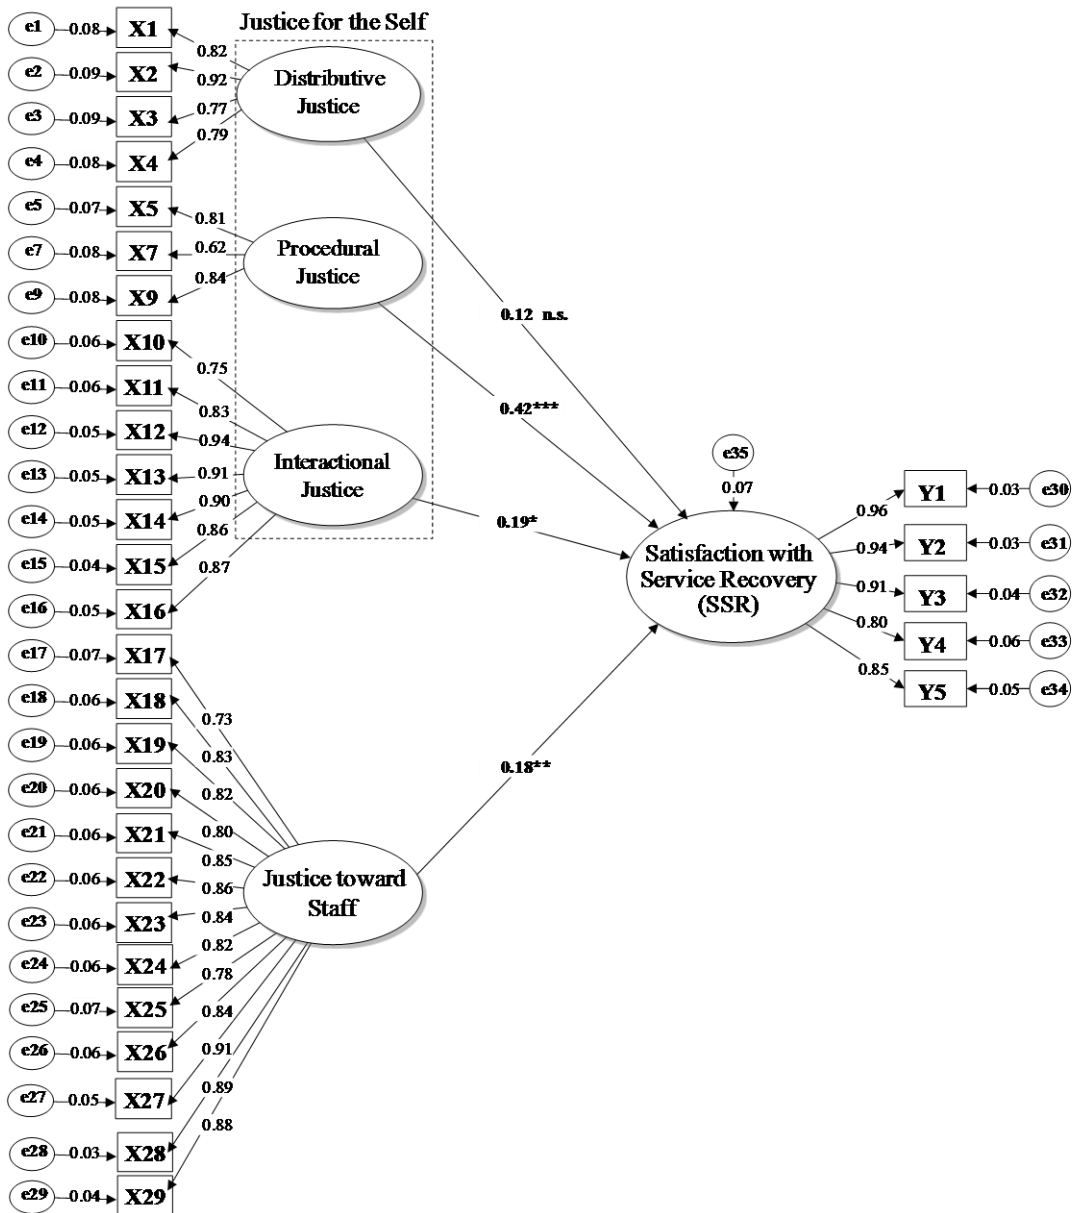 Justice for the Self
e1 0.08 X1
0.82
e2 0.09 X2
0.92
Distributive
Justice
e3 0.09 X3
0.77
0.79
e4 0.08 X4
e5 0.07 X5
0.81
e7 0.08 X7
0.62
Procedural
Justice
e9 0.08 X9
0.84
0.12 n.s.
e10 0.06 X10
0.75
e11 0.06 X11
0.83
0.42***
e12 0.05 X12
0.94
e13 0.05 X13
0.91
Interactional
Justice
e14 0.05 X14
0.90
0.86
e15 0.04 X15
0.87
0.19*
e16 0.05 X16
e35
0.07
Satisfaction with
Service Recovery
(SSR)
0.96
Y1 0.03 e30
0.94
Y2 0.03 e31
0.91
Y3 0.04 e32
0.80
Y4 0.06 e33
0.85
Y5 0.05 e34
e17 0.07 X17
0.73
e18 0.06 X18
0.83
e19 0.06 X19
0.82
e20 0.06 X20
0.80
0.18**
e21 0.06 X21
0.85
e22 0.06 X22
0.86
Justice toward
Staff
e23 0.06 X23
0.84
0.82
e24 0.06 X24
0.78
e25 0.07 X25
0.84
e26 0.06 X26
0.91
e27 0.05 X27
0.89
0.88
e28 0.03 X28
e29 0.04 X29